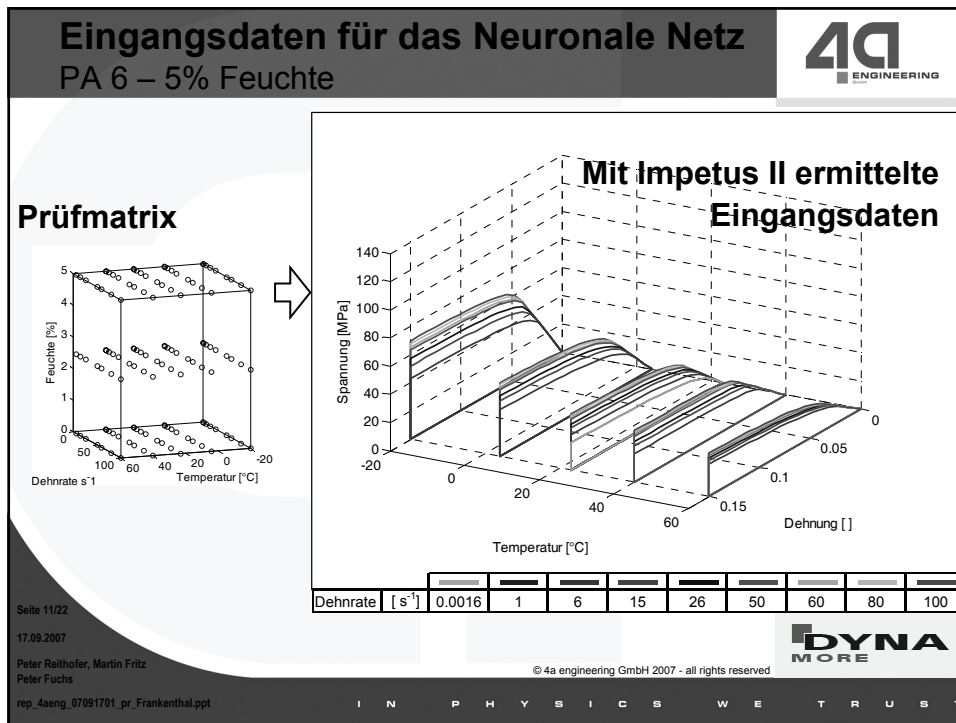 Eingangsdaten für das Neuronale Netz
PA 6 – 5% Feuchte
4a
ENGINEERING
GmbH
Mit Impetus II ermittelte
Eingangsdaten
Prüfmatrix
5
4
3
2
1
0
Feuchte [%]
0
50
100
Dehnrate s-1
60
40
20
0
-20
Temperatur [°C]
140
120
100
80
60
40
20
0
Spannung [MPa]
-20
0
20
40
60
Temperatur [°C]
0
0.05
0.1
0.15
Dehnung [ ]
Dehnrate [ s-1] 0.0016 1 6 15 26 50 60 80 100
Seite 11/22
17.09.2007
Peter Reithofer, Martin Fritz
Peter Fuchs
rep_4aeng_07091701_pr_Frankenthal.ppt
© 4a engineering GmbH 2007 - all rights reserved
DYNA
MORE
I N P H Y S I C S W E T R U S T